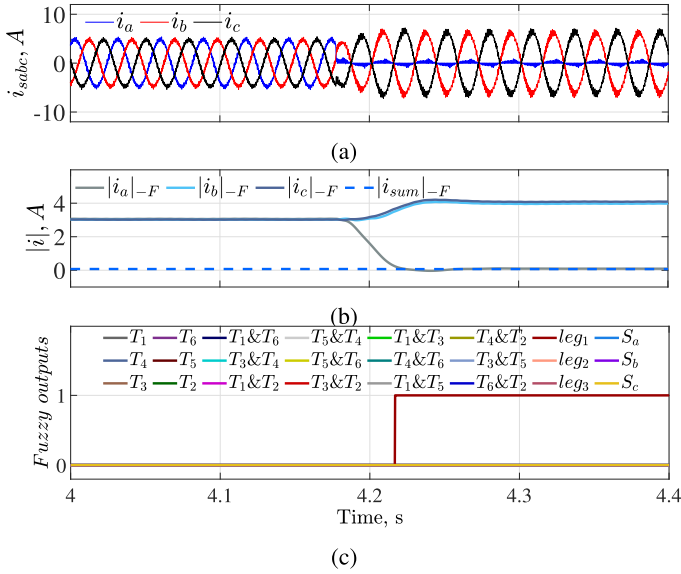 i_a i_b i_c
i_sabc, A
10
0
-10
(a)
|i_a|_−F |i_b|_−F |i_c|_−F |i_sum|_−F
|i|, A
4
2
0
(b)
2
T_1 T_6 T_1&T_6 T_5&T_4 T_1&T_3 T_4&T_2 leg_1 S_a
T_4 T_5 T_3&T_4 T_5&T_6 T_4&T_6 T_3&T_5 leg_2 S_b
T_3 T_2 T_1&T_2 T_3&T_2 T_1&T_5 T_6&T_2 leg_3 S_c
Fuzzy outputs
1
0
4 4.1 4.2 4.3 4.4
Time, s
(c)